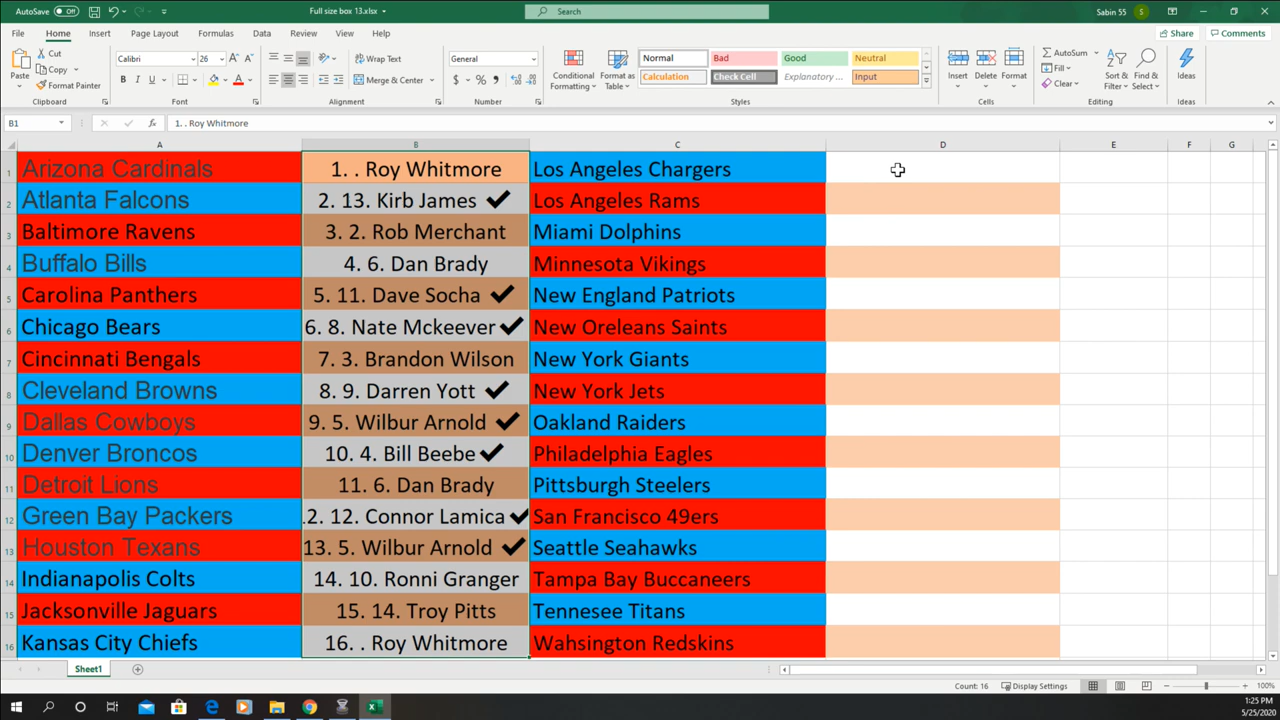 AutoSave Off Full size box 13.xlsx Search Sabin 55 S
File Home Insert Page Layout Formulas Data Review View Help Share Comments
Paste Cut Copy Format Painter Clipboard
Calibri 26 A A B I U A Font
Wrap Text Merge & Center Alignment
General $ % , Number
Conditional Formatting Format as Table
Normal Bad Good Neutral
Calculation Check Cell Explanatory ... Input
Styles
Insert Delete Format Cells
AutoSum Fill Clear Sort & Filter Find & Select Editing
Ideas Ideas
B1 fx 1. . Roy Whitmore
A B C D E F G
1 Arizona Cardinals 1. . Roy Whitmore Los Angeles Chargers
2 Atlanta Falcons 2. 13. Kirb James ✔ Los Angeles Rams
3 Baltimore Ravens 3. 2. Rob Merchant Miami Dolphins
4 Buffalo Bills 4. 6. Dan Brady Minnesota Vikings
5 Carolina Panthers 5. 11. Dave Socha ✔ New England Patriots
6 Chicago Bears 6. 8. Nate Mckeever ✔ New Oreleans Saints
7 Cincinnati Bengals 7. 3. Brandon Wilson New York Giants
8 Cleveland Browns 8. 9. Darren Yott ✔ New York Jets
9 Dallas Cowboys 9. 5. Wilbur Arnold ✔ Oakland Raiders
10 Denver Broncos 10. 4. Bill Beebe ✔ Philadelphia Eagles
11 Detroit Lions 11. 6. Dan Brady Pittsburgh Steelers
12 Green Bay Packers 2. 12. Connor Lamica ✔ San Francisco 49ers
13 Houston Texans 13. 5. Wilbur Arnold ✔ Seattle Seahawks
14 Indianapolis Colts 14. 10. Ronni Granger Tampa Bay Buccaneers
15 Jacksonville Jaguars 15. 14. Troy Pitts Tennesee Titans
16 Kansas City Chiefs 16. . Roy Whitmore Wahsington Redskins
Sheet1
Count: 16 Display Settings 100%
1:25 PM
5/25/2020